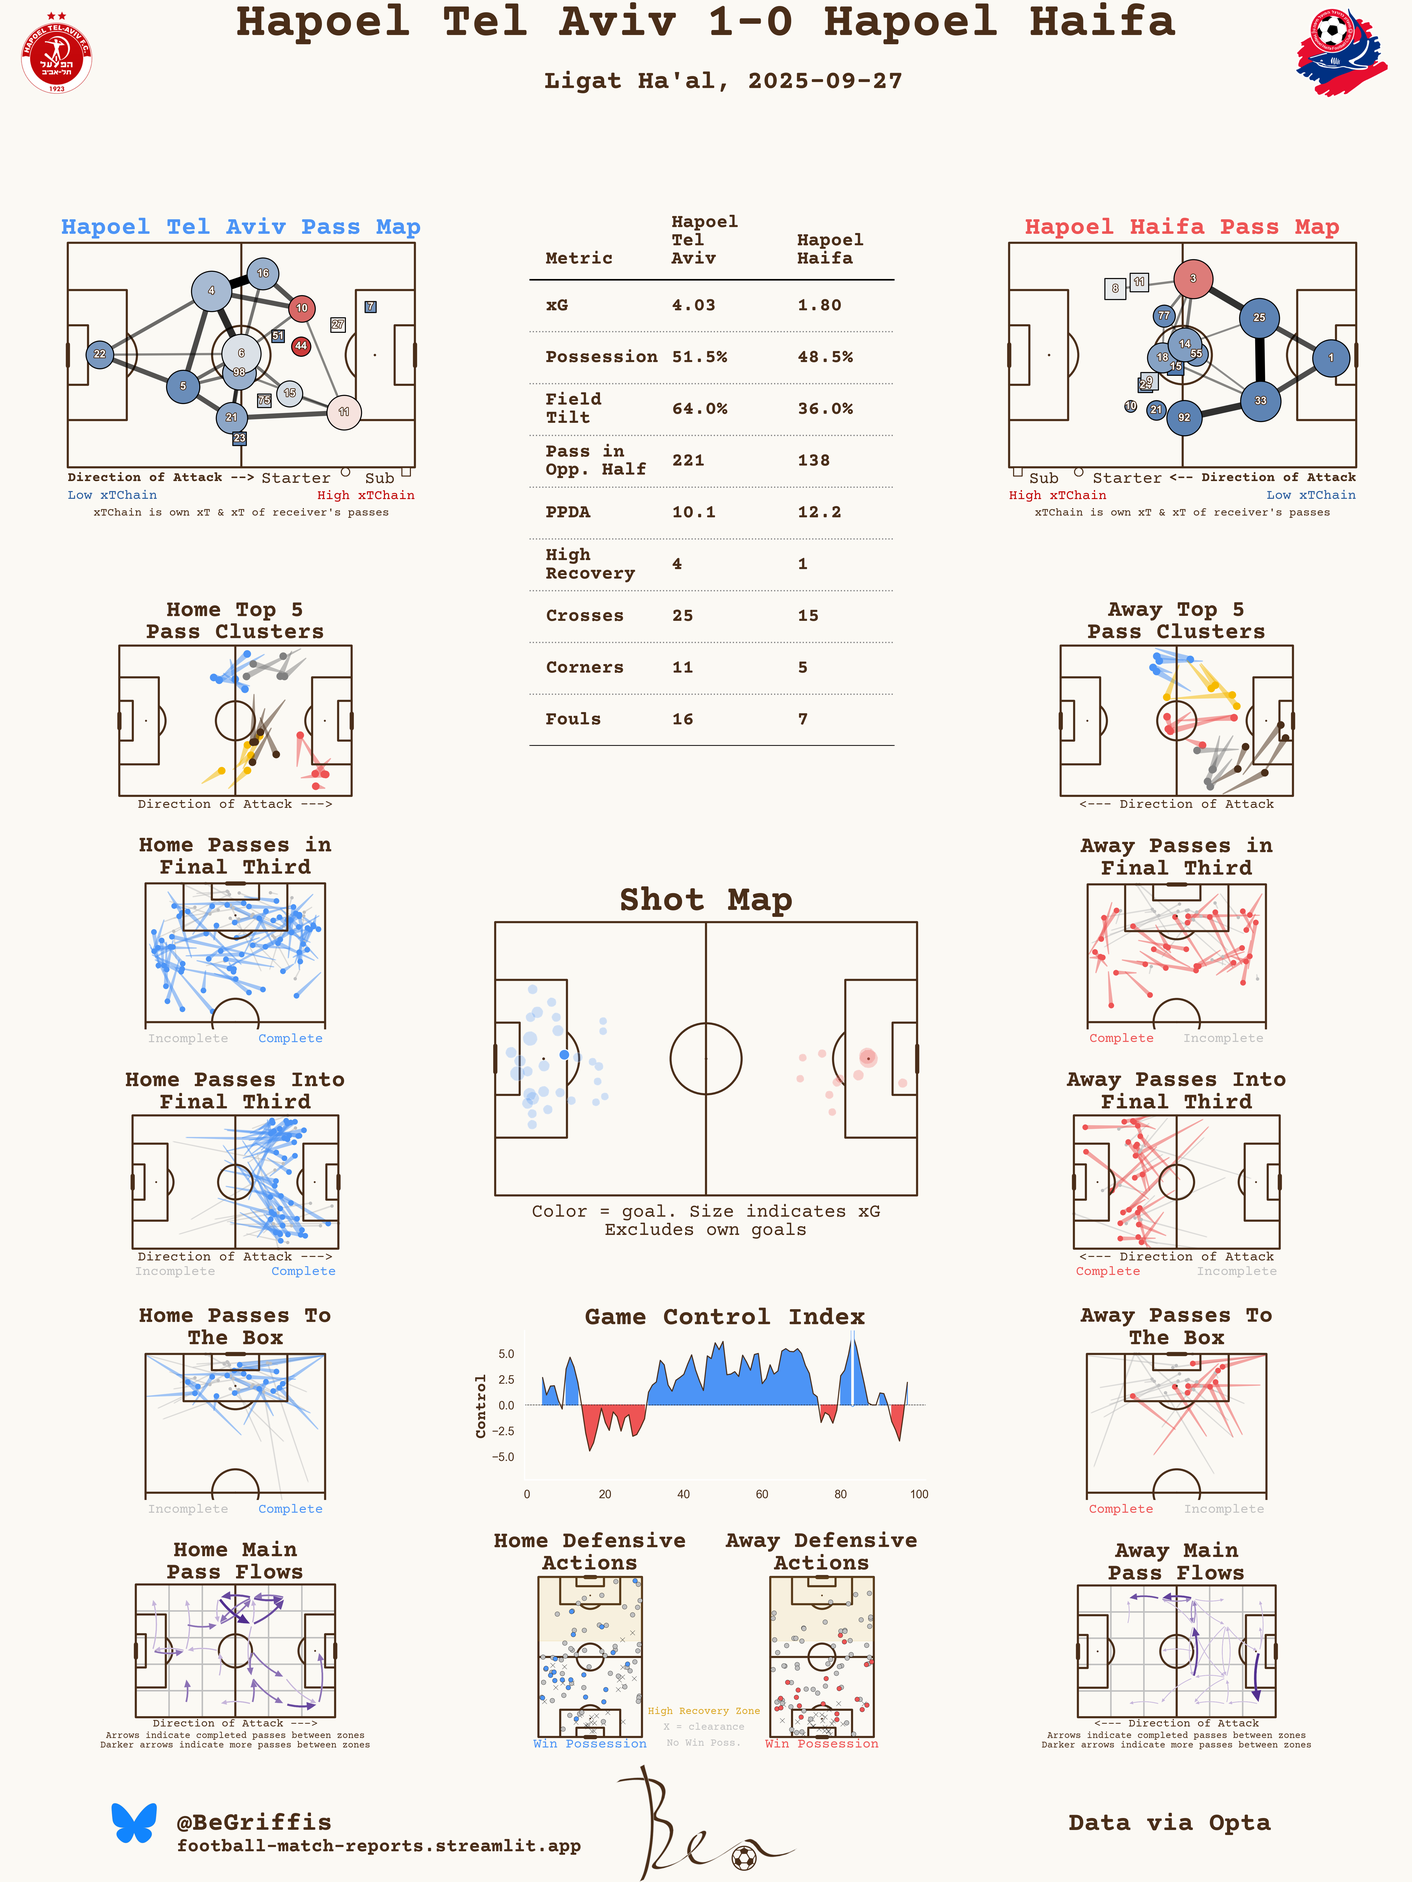 Hapoel Tel Aviv 1-0 Hapoel Haifa
Ligat Ha'al, 2025-09-27
HAPOEL TEL-AVIV F.C.
הפועל
תל-אביב
1923
Hapoel Tel Aviv Pass Map
22
4
16
10
7
27
51
44
6
98
5
15
75
11
21
23
Direction of Attack --> Starter Sub
Low xTChain High xTChain
xTChain is own xT & xT of receiver's passes
Metric Hapoel Tel Aviv Hapoel Haifa
xG 4.03 1.80
Possession 51.5% 48.5%
Field Tilt 64.0% 36.0%
Pass in Opp. Half 221 138
PPDA 10.1 12.2
High Recovery 4 1
Crosses 25 15
Corners 11 5
Fouls 16 7
Hapoel Haifa Pass Map
8
11
3
77
25
14
18
55
15
1
9
10
21
92
33
Sub Starter <-- Direction of Attack
High xTChain Low xTChain
xTChain is own xT & xT of receiver's passes
Home Top 5
Pass Clusters
Direction of Attack --->
Away Top 5
Pass Clusters
<--- Direction of Attack
Home Passes in
Final Third
Incomplete Complete
Away Passes in
Final Third
Complete Incomplete
Shot Map
Color = goal. Size indicates xG
Excludes own goals
Home Passes Into
Final Third
Direction of Attack --->
Incomplete Complete
Away Passes Into
Final Third
<--- Direction of Attack
Complete Incomplete
Home Passes To
The Box
Incomplete Complete
Game Control Index
Control
5.0
2.5
0.0
−2.5
−5.0
0 20 40 60 80 100
Away Passes To
The Box
Complete Incomplete
Home Main
Pass Flows
Direction of Attack --->
Arrows indicate completed passes between zones
Darker arrows indicate more passes between zones
Home Defensive
Actions
Win Possession
High Recovery Zone
X = clearance
No Win Poss.
Away Defensive
Actions
Win Possession
Away Main
Pass Flows
<--- Direction of Attack
Arrows indicate completed passes between zones
Darker arrows indicate more passes between zones
@BeGriffis
football-match-reports.streamlit.app
Ben
Data via Opta